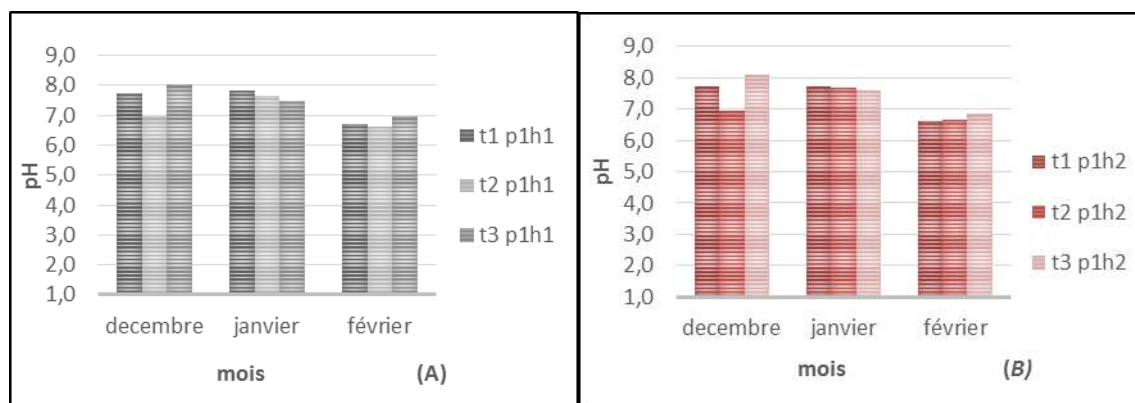 9,0
8,0
7,0
6,0
5,0
4,0
3,0
2,0
1,0
pH
decembre janvier février
mois (A)
t1 p1h1
t2 p1h1
t3 p1h1
9,0
8,0
7,0
6,0
5,0
4,0
3,0
2,0
1,0
pH
decembre janvier février
mois (B)
t1 p1h2
t2 p1h2
t3 p1h2